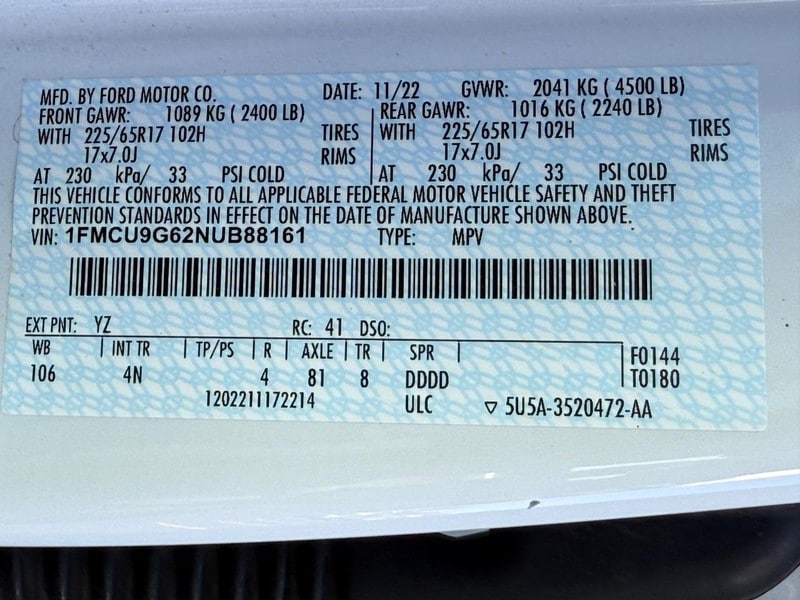 MFD. BY FORD MOTOR CO. DATE: 11/22 GVWR: 2041 KG ( 4500 LB)
FRONT GAWR: 1089 KG ( 2400 LB) REAR GAWR: 1016 KG ( 2240 LB)
WITH 225/65R17 102H TIRES WITH 225/65R17 102H TIRES
17x7.0J RIMS 17x7.0J RIMS
AT 230 kPa/ 33 PSI COLD AT 230 kPa/ 33 PSI COLD
THIS VEHICLE CONFORMS TO ALL APPLICABLE FEDERAL MOTOR VEHICLE SAFETY AND THEFT
PREVENTION STANDARDS IN EFFECT ON THE DATE OF MANUFACTURE SHOWN ABOVE.
VIN: 1FMCU9G62NUB88161 TYPE: MPV
EXT PNT: YZ RC: 41 DSO:
WB INT TR TP/PS R AXLE TR SPR F0144
106 4N 4 81 8 DDDD T0180
1202211172214 ULC ▽ 5U5A-3520472-AA